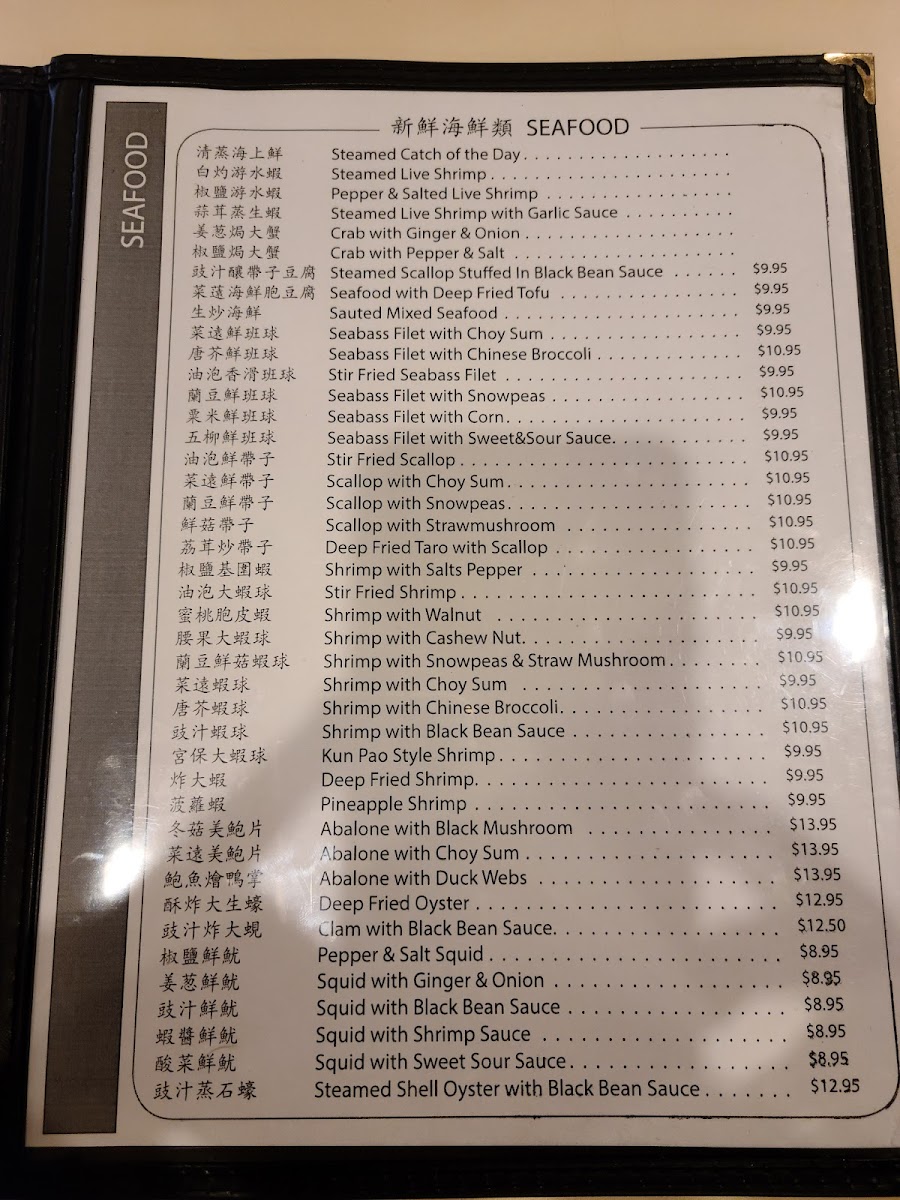 SEAFOOD
新鮮海鮮類 SEAFOOD
清蒸海上鮮 Steamed Catch of the Day
白灼游水蝦 Steamed Live Shrimp
椒鹽游水蝦 Pepper & Salted Live Shrimp
蒜茸蒸生蝦 Steamed Live Shrimp with Garlic Sauce
姜葱焗大蟹 Crab with Ginger & Onion
椒鹽焗大蟹 Crab with Pepper & Salt
豉汁釀帶子豆腐 Steamed Scallop Stuffed In Black Bean Sauce $9.95
菜薳海鮮胞豆腐 Seafood with Deep Fried Tofu $9.95
生炒海鮮 Sauted Mixed Seafood $9.95
菜遠鮮班球 Seabass Filet with Choy Sum $9.95
唐芥鮮班球 Seabass Filet with Chinese Broccoli $10.95
油泡香滑班球 Stir Fried Seabass Filet $9.95
蘭豆鮮班球 Seabass Filet with Snowpeas $10.95
粟米鮮班球 Seabass Filet with Corn $9.95
五柳鮮班球 Seabass Filet with Sweet&Sour Sauce $9.95
油泡鮮帶子 Stir Fried Scallop $10.95
菜遠鮮帶子 Scallop with Choy Sum $10.95
蘭豆鮮帶子 Scallop with Snowpeas $10.95
鮮菇帶子 Scallop with Strawmushroom $10.95
荔茸炒帶子 Deep Fried Taro with Scallop $10.95
椒鹽基圍蝦 Shrimp with Salts Pepper $9.95
油泡大蝦球 Stir Fried Shrimp $10.95
蜜桃胞皮蝦 Shrimp with Walnut $10.95
腰果大蝦球 Shrimp with Cashew Nut $9.95
蘭豆鮮菇蝦球 Shrimp with Snowpeas & Straw Mushroom $10.95
菜遠蝦球 Shrimp with Choy Sum $9.95
唐芥蝦球 Shrimp with Chinese Broccoli $10.95
豉汁蝦球 Shrimp with Black Bean Sauce $10.95
宮保大蝦球 Kun Pao Style Shrimp $9.95
炸大蝦 Deep Fried Shrimp $9.95
菠蘿蝦 Pineapple Shrimp $9.95
冬菇美鮑片 Abalone with Black Mushroom $13.95
菜遠美鮑片 Abalone with Choy Sum $13.95
鮑魚燴鴨掌 Abalone with Duck Webs $13.95
酥炸大生蠔 Deep Fried Oyster $12.95
豉汁炸大蜆 Clam with Black Bean Sauce $12.50
椒鹽鮮魷 Pepper & Salt Squid $8.95
姜葱鮮魷 Squid with Ginger & Onion $8.95
豉汁鮮魷 Squid with Black Bean Sauce $8.95
蝦醬鮮魷 Squid with Shrimp Sauce $8.95
酸菜鮮魷 Squid with Sweet Sour Sauce $8.95
豉汁蒸石蠔 Steamed Shell Oyster with Black Bean Sauce $12.95